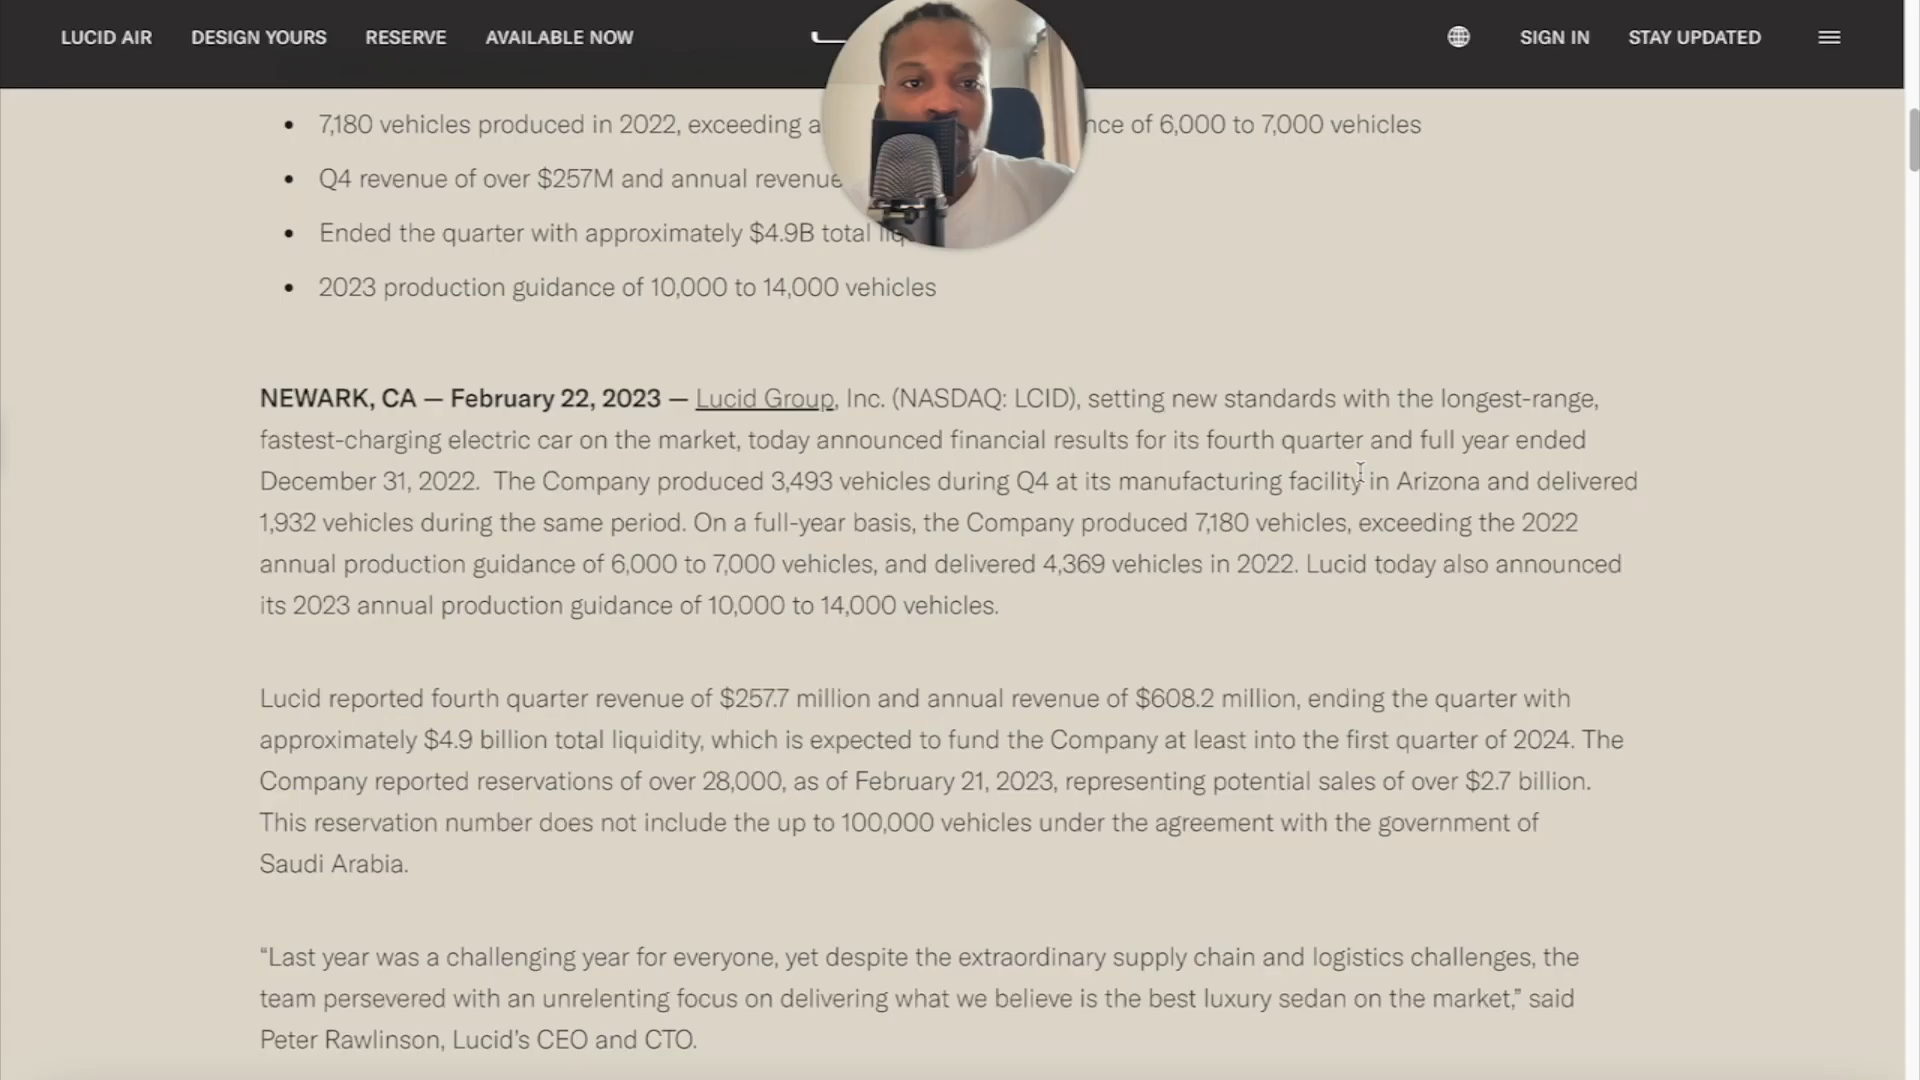 LUCID AIR DESIGN YOURS RESERVE AVAILABLE NOW SIGN IN STAY UPDATED
• 7,180 vehicles produced in 2022, exceeding a nce of 6,000 to 7,000 vehicles
• Q4 revenue of over $257M and annual revenue
• Ended the quarter with approximately $4.9B total liq
• 2023 production guidance of 10,000 to 14,000 vehicles
NEWARK, CA — February 22, 2023 — Lucid Group, Inc. (NASDAQ: LCID), setting new standards with the longest-range,
fastest-charging electric car on the market, today announced financial results for its fourth quarter and full year ended
December 31, 2022. The Company produced 3,493 vehicles during Q4 at its manufacturing facility in Arizona and delivered
1,932 vehicles during the same period. On a full-year basis, the Company produced 7,180 vehicles, exceeding the 2022
annual production guidance of 6,000 to 7,000 vehicles, and delivered 4,369 vehicles in 2022. Lucid today also announced
its 2023 annual production guidance of 10,000 to 14,000 vehicles.
Lucid reported fourth quarter revenue of $257.7 million and annual revenue of $608.2 million, ending the quarter with
approximately $4.9 billion total liquidity, which is expected to fund the Company at least into the first quarter of 2024. The
Company reported reservations of over 28,000, as of February 21, 2023, representing potential sales of over $2.7 billion.
This reservation number does not include the up to 100,000 vehicles under the agreement with the government of
Saudi Arabia.
“Last year was a challenging year for everyone, yet despite the extraordinary supply chain and logistics challenges, the
team persevered with an unrelenting focus on delivering what we believe is the best luxury sedan on the market,” said
Peter Rawlinson, Lucid’s CEO and CTO.